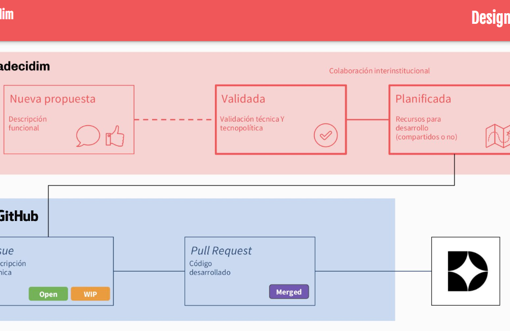 dim
Design
adecidim
Colaboración interinstitucional
Nueva propuesta
Descripción
funcional
Validada
Validación técnica Y
tecnopolítica
Planificada
Recursos para
desarrollo
(compartidos o no)
GitHub
sue
cripción
nica
Open
WIP
Pull Request
Código
desarrollado
Merged